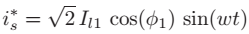 i_s^* = √2 I_{l1} cos(ϕ_1) sin(wt)